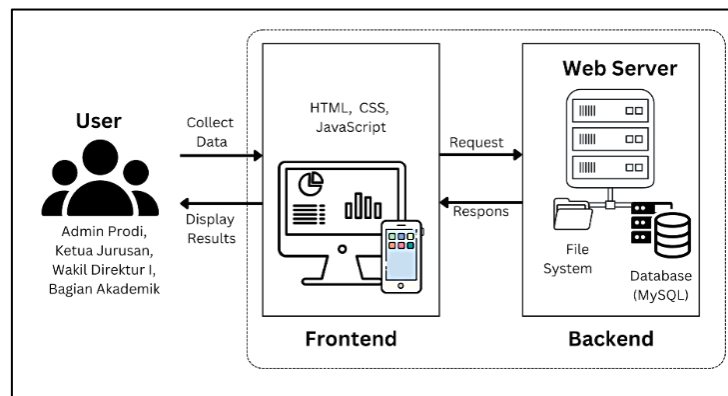 User
Admin Prodi,
Ketua Jurusan,
Wakil Direktur I,
Bagian Akademik
Collect
Data
Display
Results
HTML, CSS,
JavaScript
Frontend
Request
Respons
Web Server
File
System
Database
(MySQL)
Backend